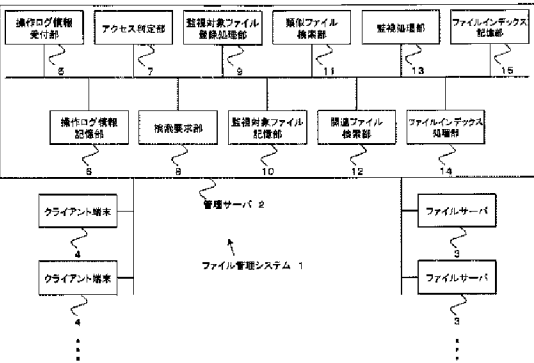 操作ログ情報
受付部
アクセス判定部
監視対象ファイル
登録処理部
類似ファイル
検索部
監視処理部
ファイルインデックス
記憶部
5
7
9
11
13
15
操作ログ情報
記憶部
検索要求部
監視対象ファイル
記憶部
関連ファイル
検索部
ファイルインデックス
処理部
6
8
10
12
14
管理サーバ 2
クライアント端末
4
ファイルサーバ
3
ファイル管理システム 1
クライアント端末
4
ファイルサーバ
3